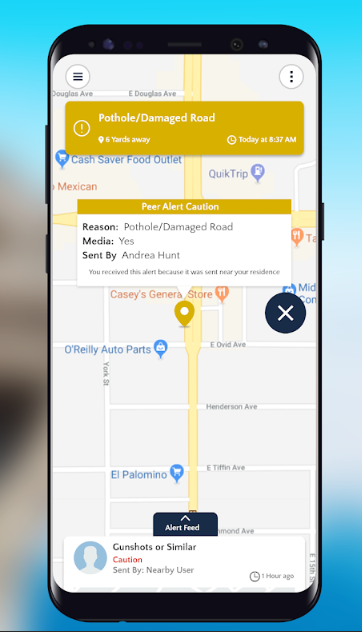 Douglas Ave
E Douglas Ave
Pothole/Damaged Road
6 Yards away
Today at 8:37 AM
Cash Saver Food Outlet
QuikTrip
Mexican
Peer Alert Caution
Reason: Pothole/Damaged Road
Media: Yes
Sent By Andrea Hunt
You received this alert because it was sent near your residence
Casey's General Store
O'Reilly Auto Parts
E Ovid Ave
York St
Henderson Ave
El Palomino
E Tiffin Ave
Alert Feed
Gunshots or Similar
Caution
Sent By: Nearby User
1 Hour ago
E 15th